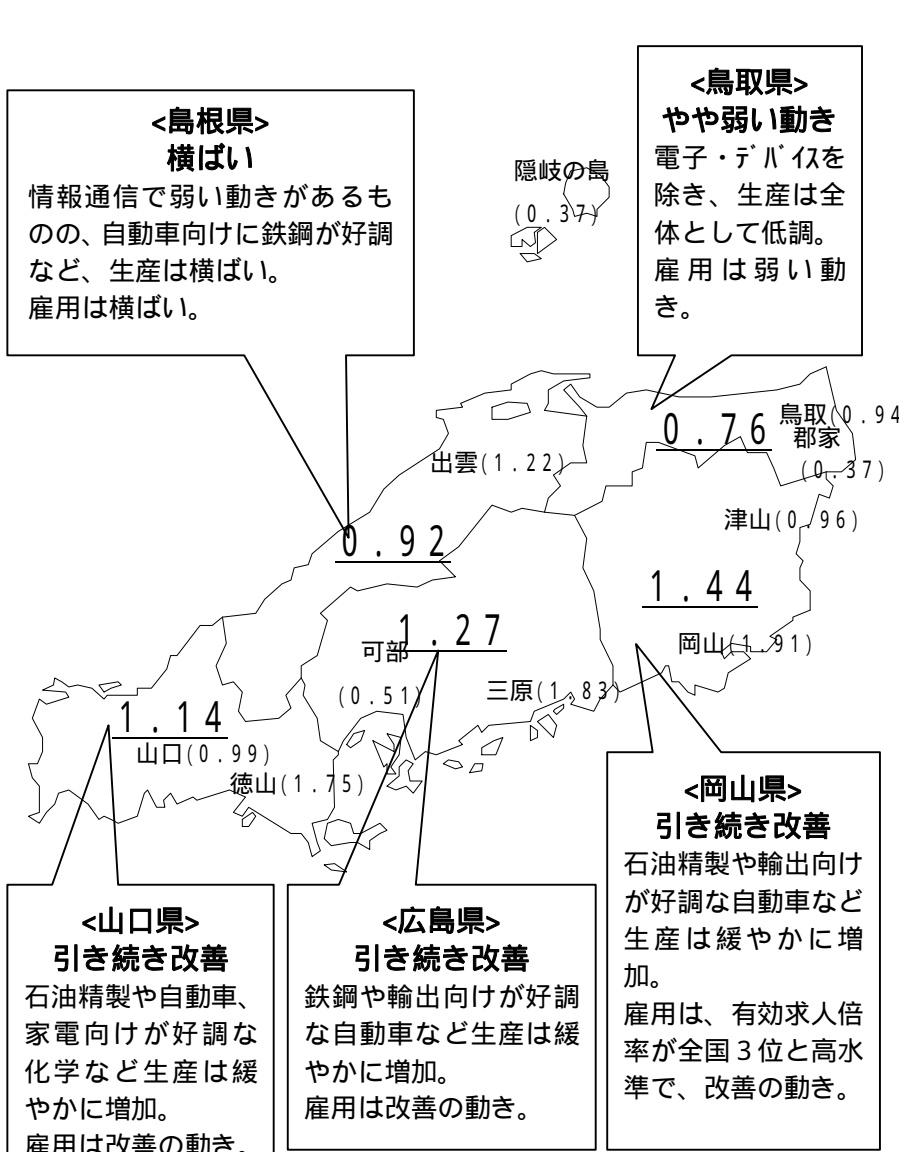 <鳥取県>
やや弱い動き
電子・ﾃﾞﾊﾞｲｽを
除き、生産は全
体として低調。
雇用は弱い動
き。
<島根県>
横ばい
情報通信で弱い動きがあるも
のの、自動車向けに鉄鋼が好調
など、生産は横ばい。
雇用は横ばい。
隠岐の島
(0.37)
0.76
鳥取(0.94
郡家
(0.37)
出雲(1.22)
津山(0.96)
0.92
1.44
1.27
可部
(0.51)
岡山(1.91)
三原(1.83)
1.14
山口(0.99)
徳山(1.75)
<岡山県>
引き続き改善
石油精製や輸出向け
が好調な自動車など
生産は緩やかに増
加。
雇用は、有効求人倍
率が全国３位と高水
準で、改善の動き。
<山口県>
引き続き改善
石油精製や自動車、
家電向けが好調な
化学など生産は緩
やかに増加。
雇用は改善の動き。
<広島県>
引き続き改善
鉄鋼や輸出向けが好調
な自動車など生産は緩
やかに増加。
雇用は改善の動き。